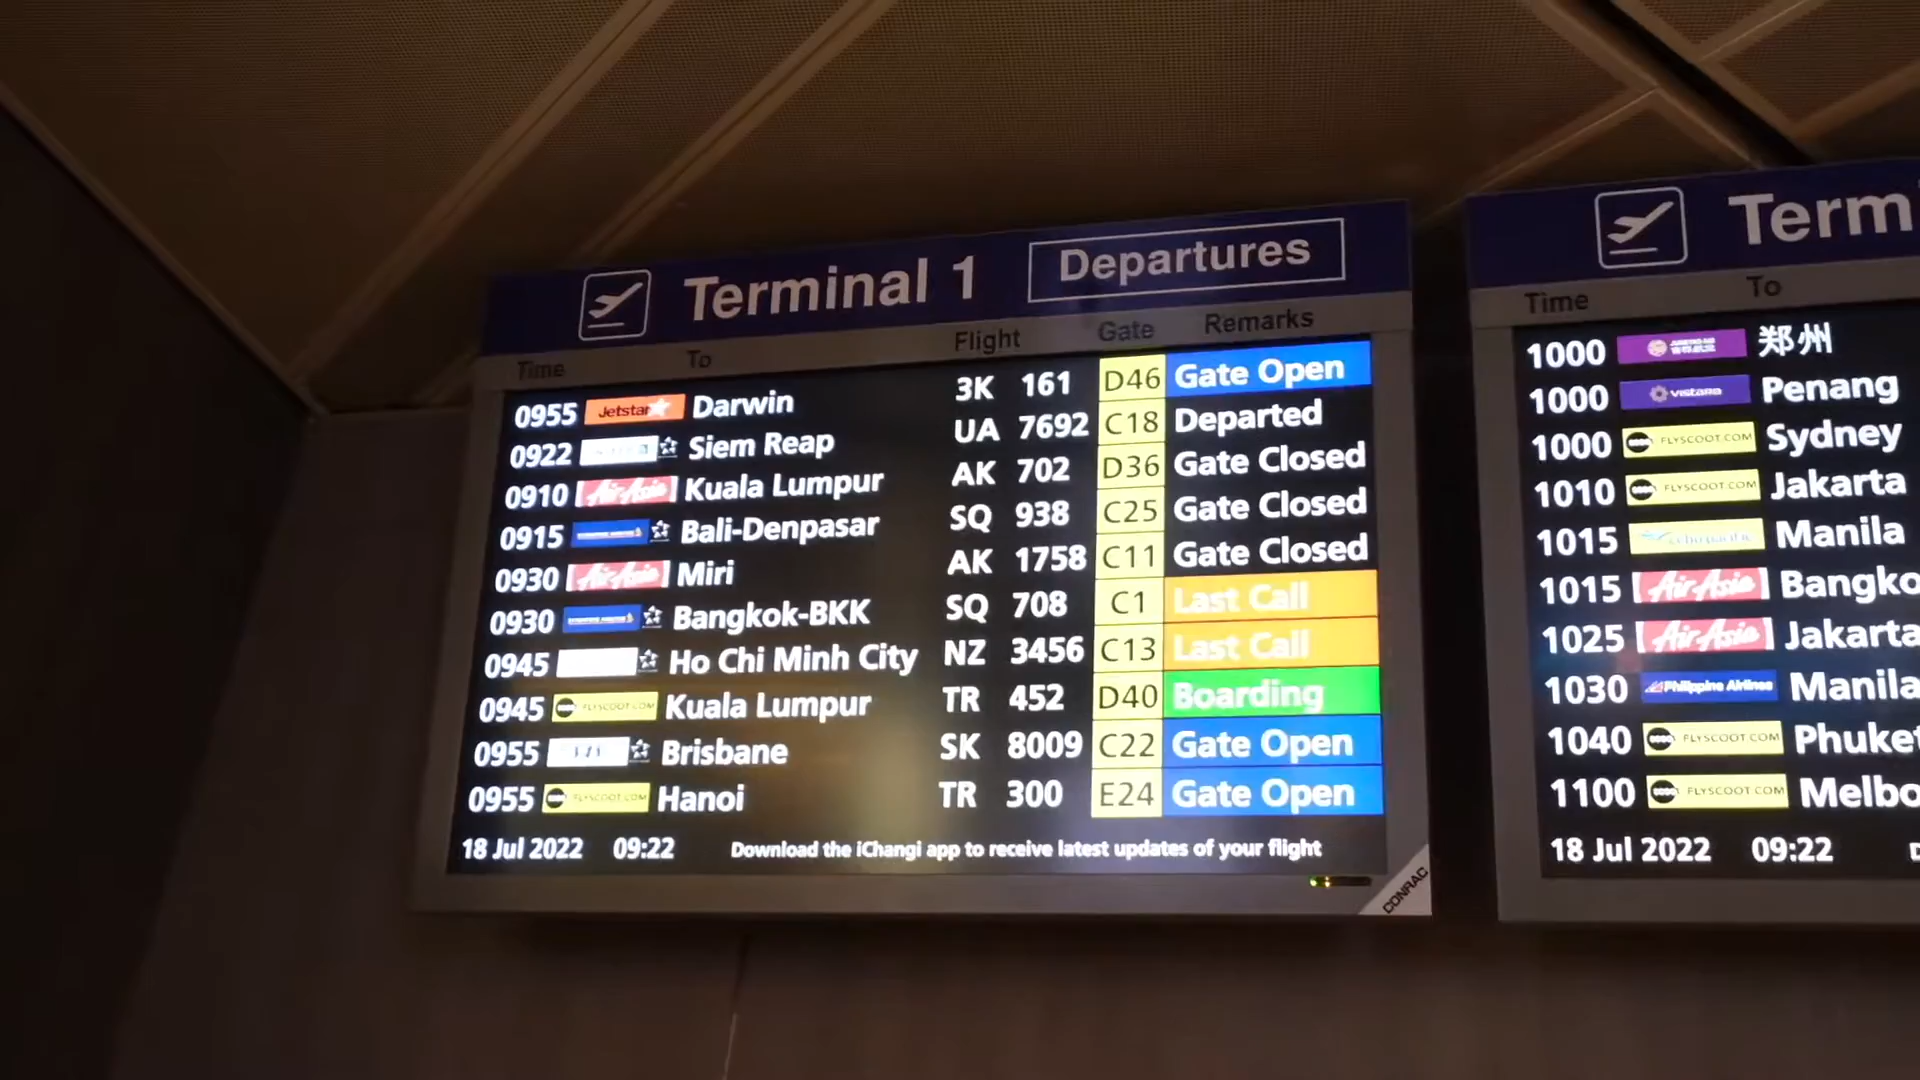 Terminal 1 Departures
Time To Flight Gate Remarks
0955 Jetstar Darwin 3K 161 D46 Gate Open
0922 Siem Reap UA 7692 C18 Departed
0910 AirAsia Kuala Lumpur AK 702 D36 Gate Closed
0915 Bali-Denpasar SQ 938 C25 Gate Closed
0930 AirAsia Miri AK 1758 C11 Gate Closed
0930 Bangkok-BKK SQ 708 C1 Last Call
0945 Ho Chi Minh City NZ 3456 C13 Last Call
0945 FLYSCOOT.COM Kuala Lumpur TR 452 D40 Boarding
0955 Brisbane SK 8009 C22 Gate Open
0955 FLYSCOOT.COM Hanoi TR 300 E24 Gate Open
18 Jul 2022 09:22 Download the iChangi app to receive latest updates of your flight
CONRAC
Term
Time To
1000 郑州
1000 vistara Penang
1000 FLYSCOOT.COM Sydney
1010 FLYSCOOT.COM Jakarta
1015 cebu pacific Manila
1015 AirAsia Bangko
1025 AirAsia Jakarta
1030 Philippine Airlines Manila
1040 FLYSCOOT.COM Phuket
1100 FLYSCOOT.COM Melbo
18 Jul 2022 09:22